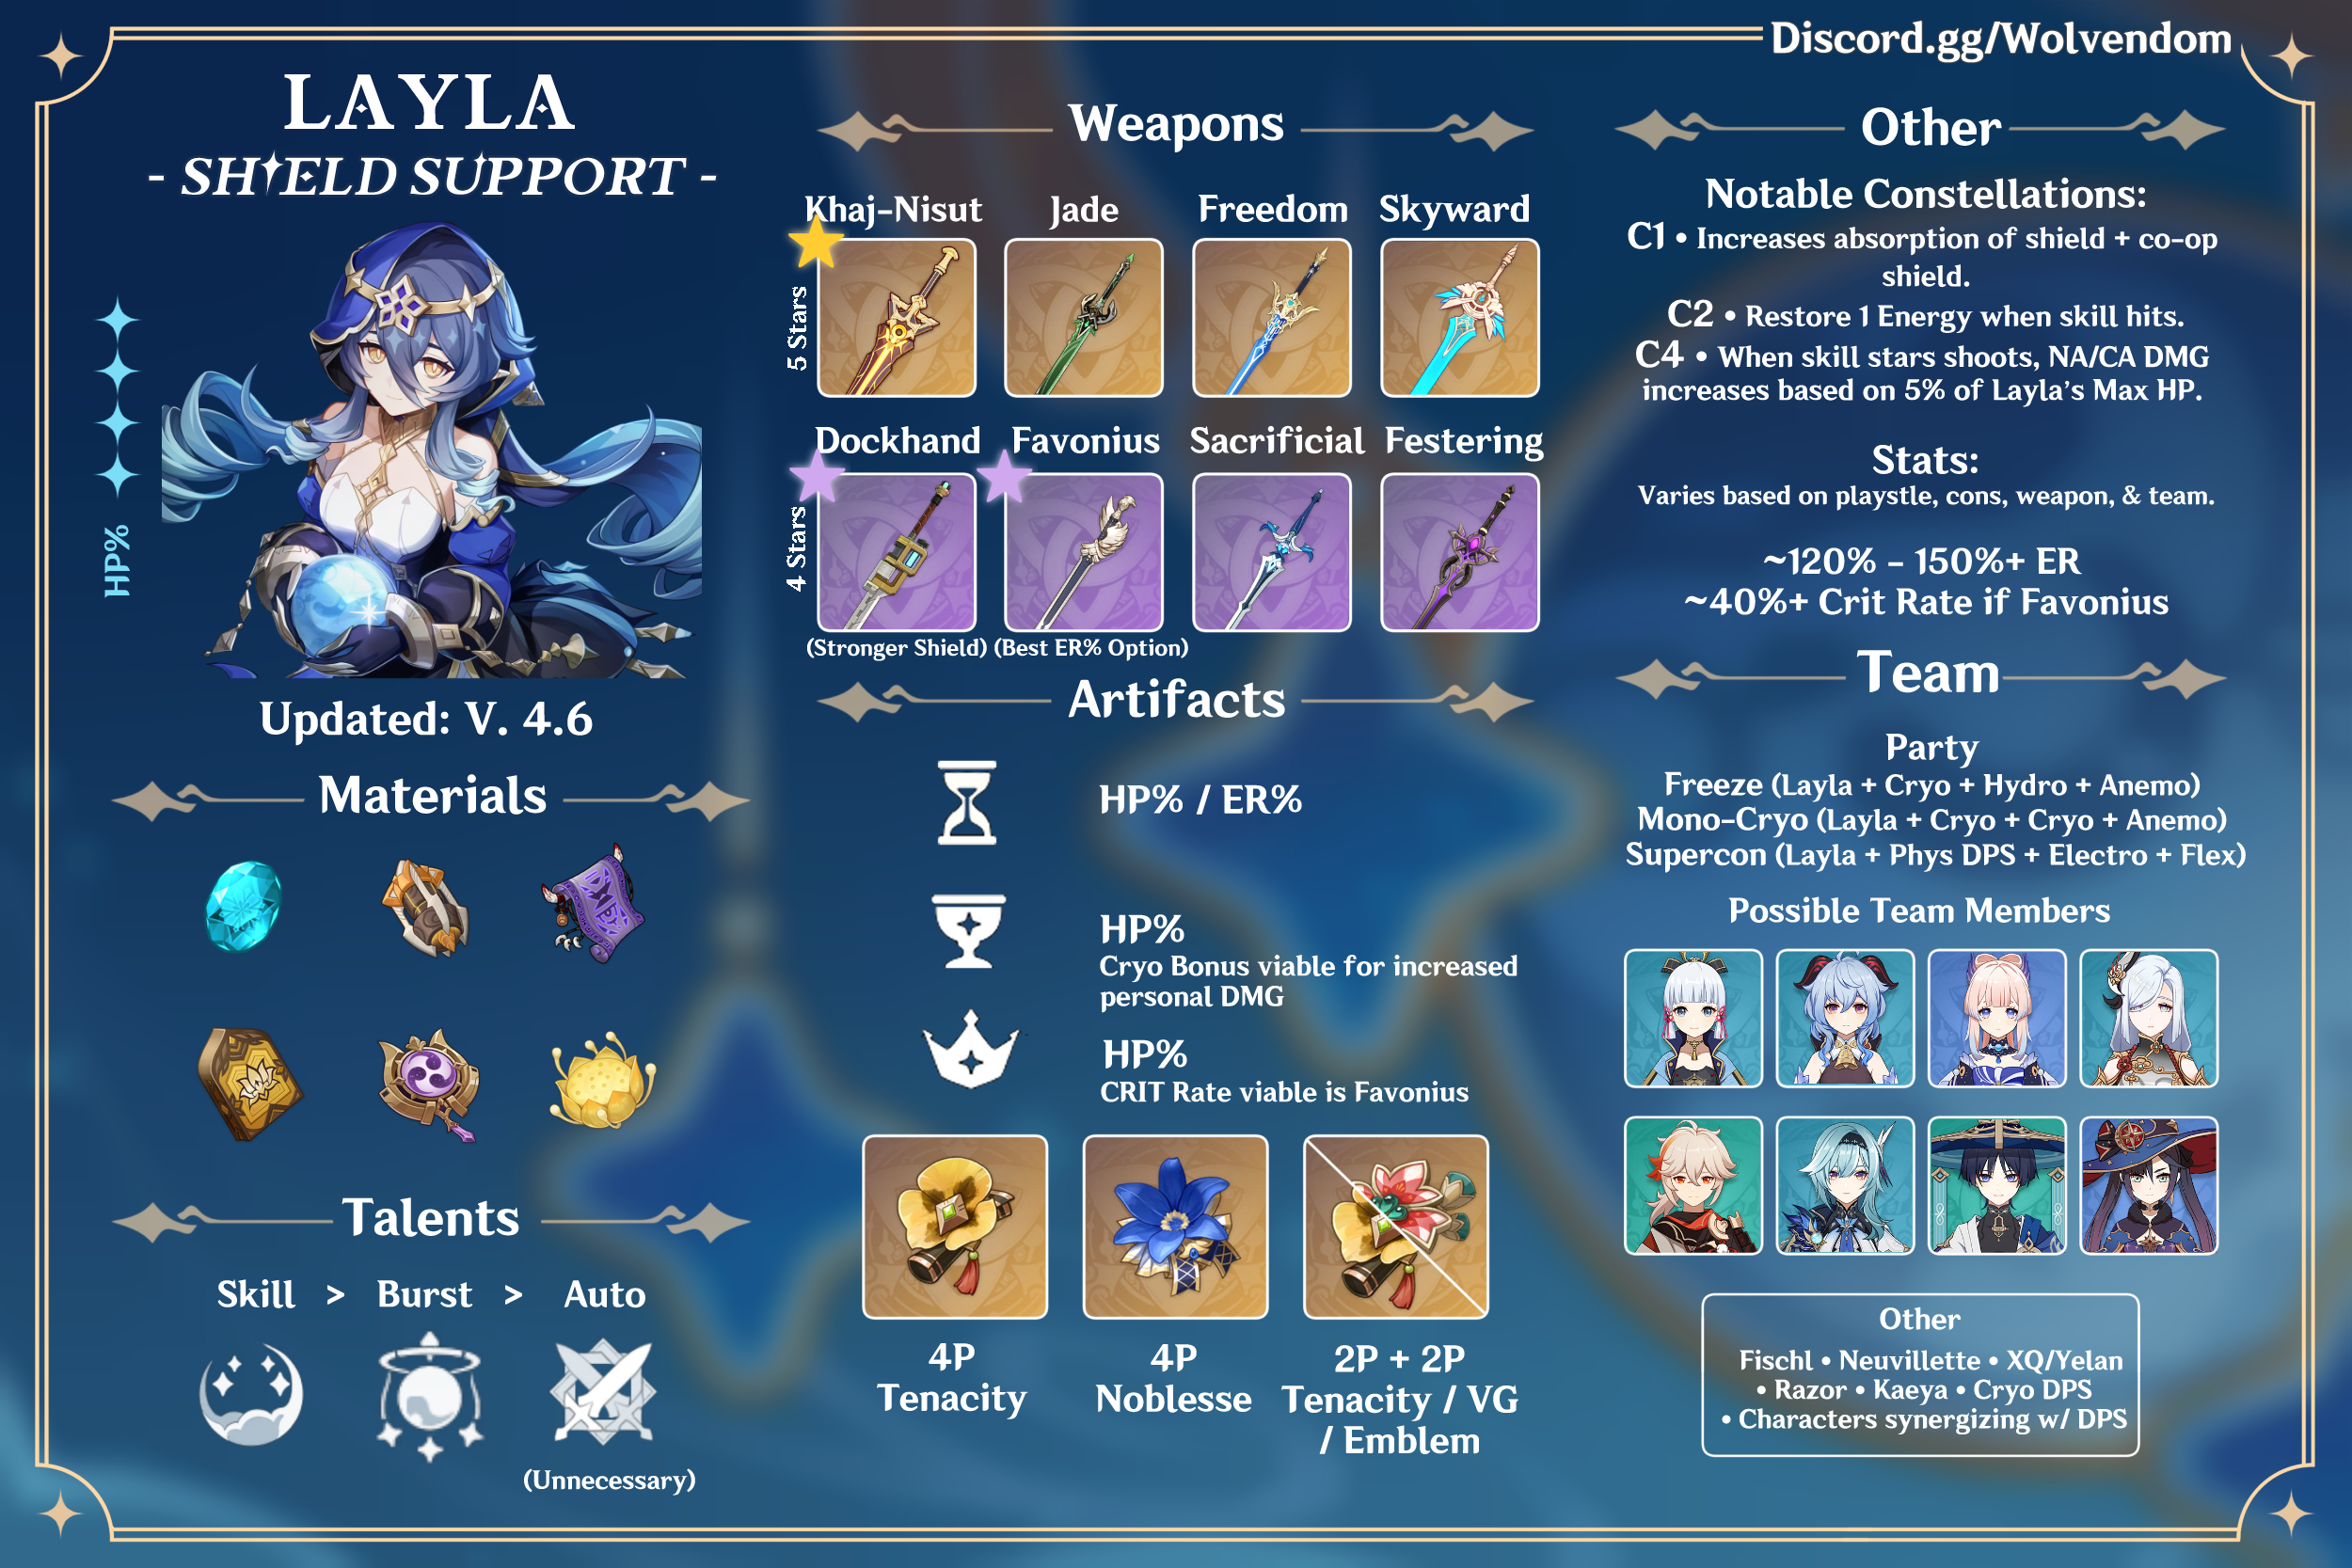 Discord.gg/Wolvendom
LAYLA
- SHIELD SUPPORT -
HP%
Updated: V. 4.6
Materials
Talents
Skill > Burst > Auto
(Unnecessary)
Weapons
Khaj-Nisut Jade Freedom Skyward
5 Stars
Dockhand Favonius Sacrificial Festering
4 Stars
(Stronger Shield) (Best ER% Option)
Artifacts
HP% / ER%
HP%
Cryo Bonus viable for increased
personal DMG
HP%
CRIT Rate viable is Favonius
4P
Tenacity
4P
Noblesse
2P + 2P
Tenacity / VG
/ Emblem
Other
Notable Constellations:
C1 • Increases absorption of shield + co-op
shield.
C2 • Restore 1 Energy when skill hits.
C4 • When skill stars shoots, NA/CA DMG
increases based on 5% of Layla's Max HP.
Stats:
Varies based on playstle, cons, weapon, & team.
~120% - 150%+ ER
~40%+ Crit Rate if Favonius
Team
Party
Freeze (Layla + Cryo + Hydro + Anemo)
Mono-Cryo (Layla + Cryo + Cryo + Anemo)
Supercon (Layla + Phys DPS + Electro + Flex)
Possible Team Members
Other
Fischl • Neuvillette • XQ/Yelan
• Razor • Kaeya • Cryo DPS
• Characters synergizing w/ DPS